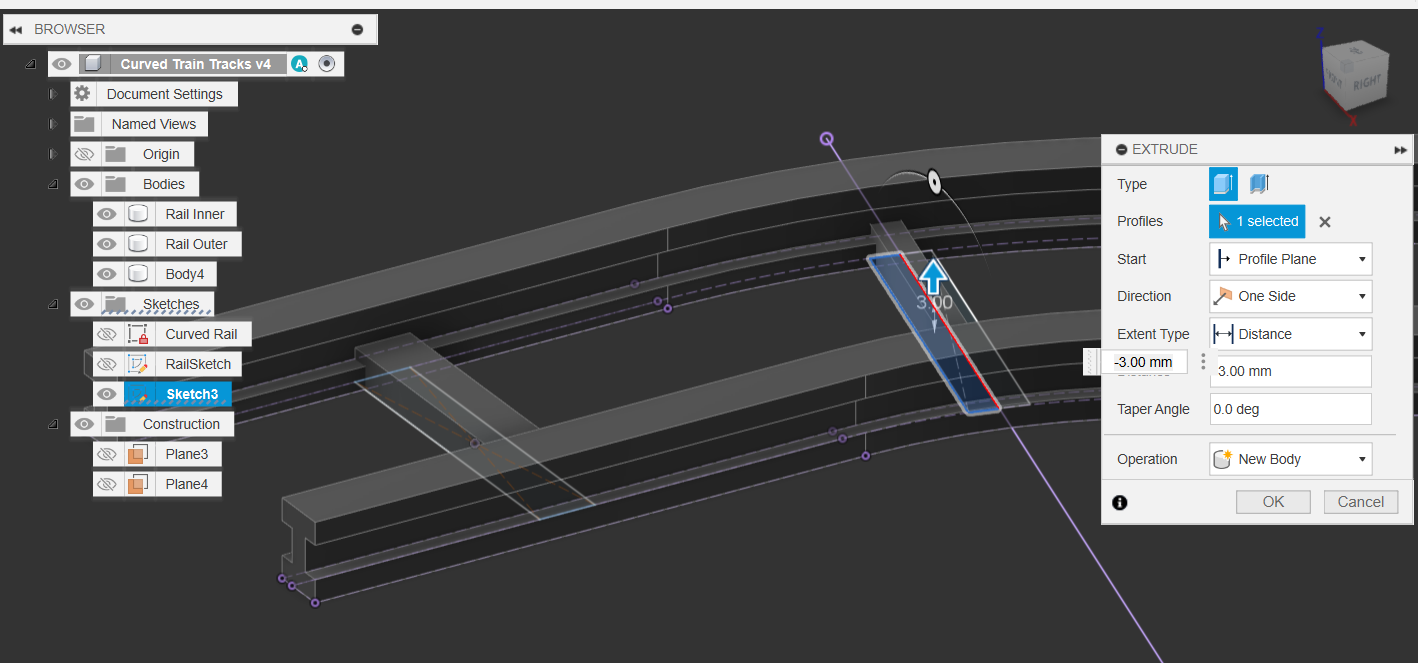 BROWSER
Curved Train Tracks v4
A
Document Settings
Named Views
Origin
Bodies
Rail Inner
Rail Outer
Body4
Sketches
Curved Rail
RailSketch
Sketch3
Construction
Plane3
Plane4
3.00
Z
RIGHT
X
EXTRUDE
Type
Profiles
1 selected
Start
Profile Plane
Direction
One Side
Extent Type
Distance
-3.00 mm
Distance
3.00 mm
Taper Angle
0.0 deg
Operation
New Body
OK
Cancel